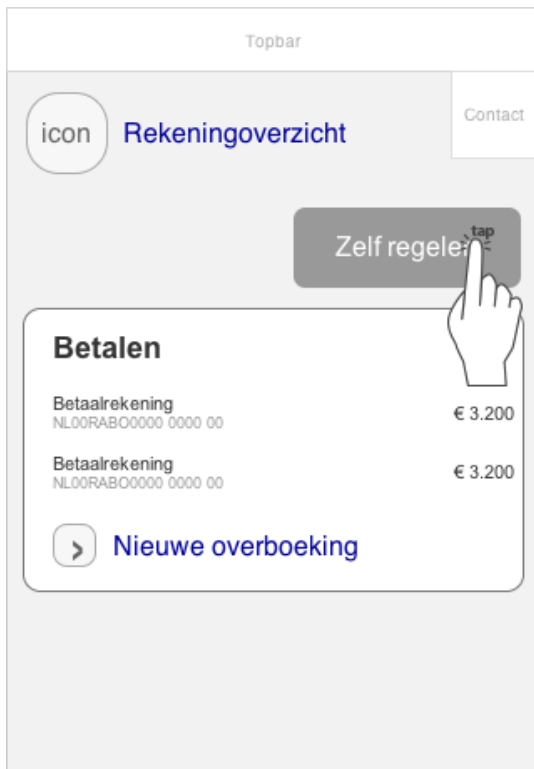 Topbar
Contact
icon
Rekeningoverzicht
tap
Zelf regele
Betalen
Betaalrekening
NL00RABO0000 0000 00
€ 3.200
Betaalrekening
NL00RABO0000 0000 00
€ 3.200
Nieuwe overboeking